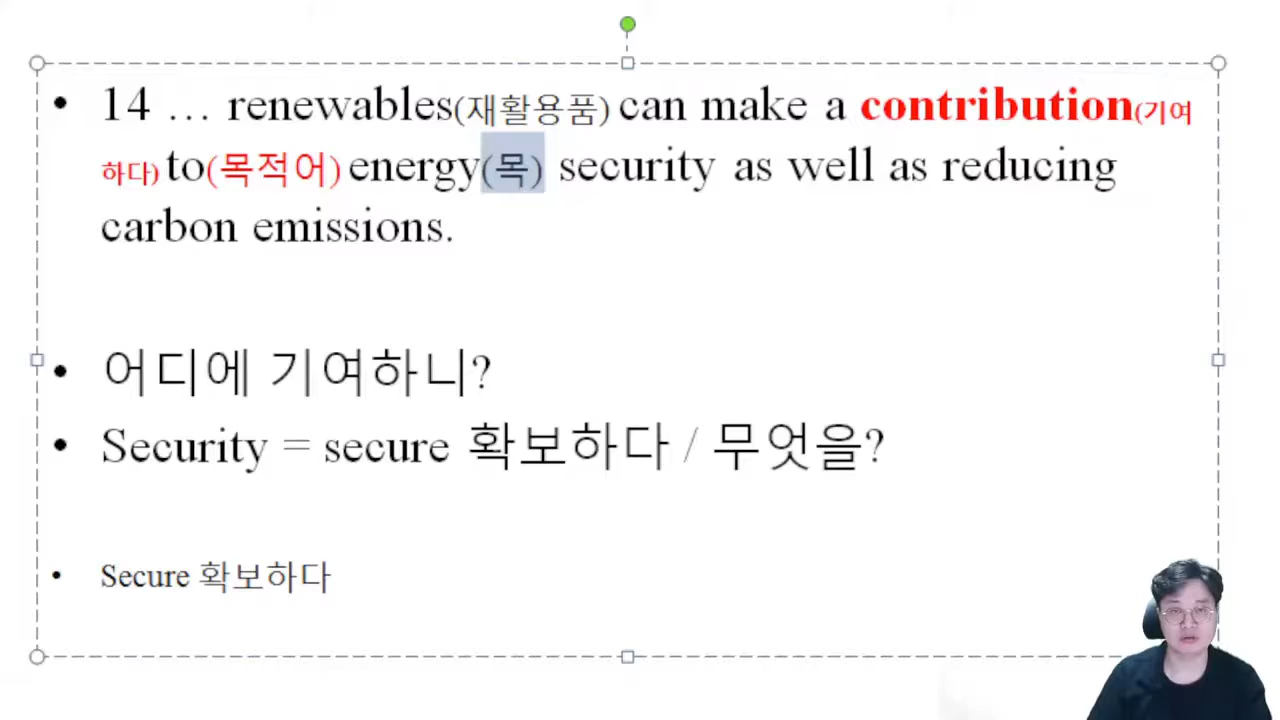 • 14 … renewables(재활용품) can make a contribution(기여
하다) to(목적어) energy(목) security as well as reducing
carbon emissions.
• 어디에 기여하니?
• Security = secure 확보하다 / 무엇을?
• Secure 확보하다